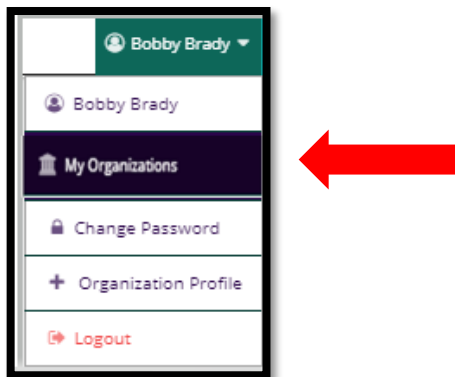 Bobby Brady
Bobby Brady
My Organizations
Change Password
Organization Profile
Logout